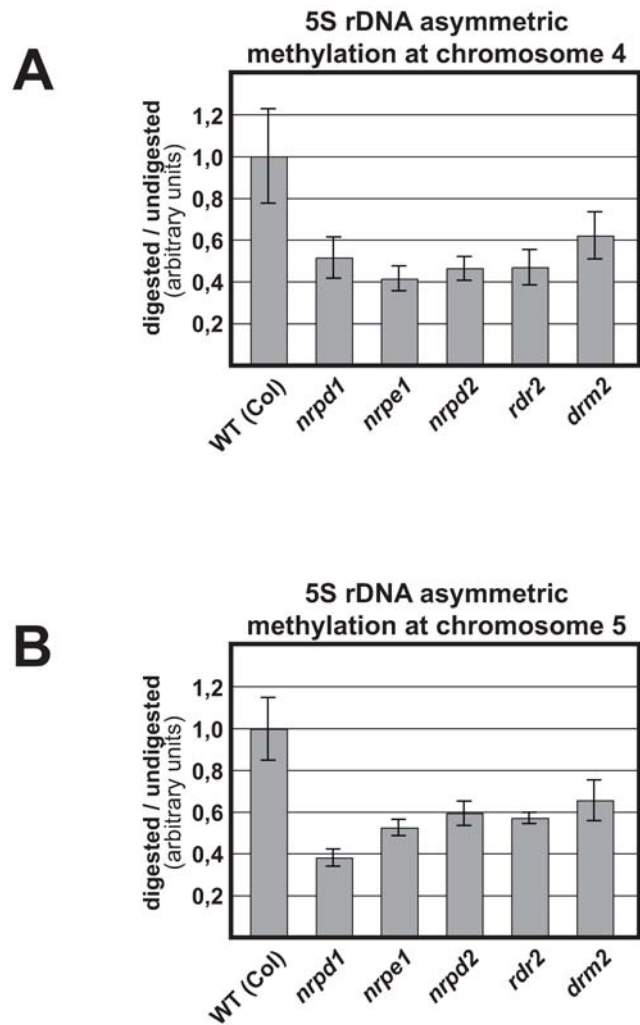 A
5S rDNA asymmetric
methylation at chromosome 4
digested / undigested
(arbitrary units)
1,2
1,0
0,8
0,6
0,4
0,2
WT (Col)
nrpd1
nrpe1
nrpd2
rdr2
drm2
B
5S rDNA asymmetric
methylation at chromosome 5
digested / undigested
(arbitrary units)
1,2
1,0
0,8
0,6
0,4
0,2
WT (Col)
nrpd1
nrpe1
nrpd2
rdr2
drm2